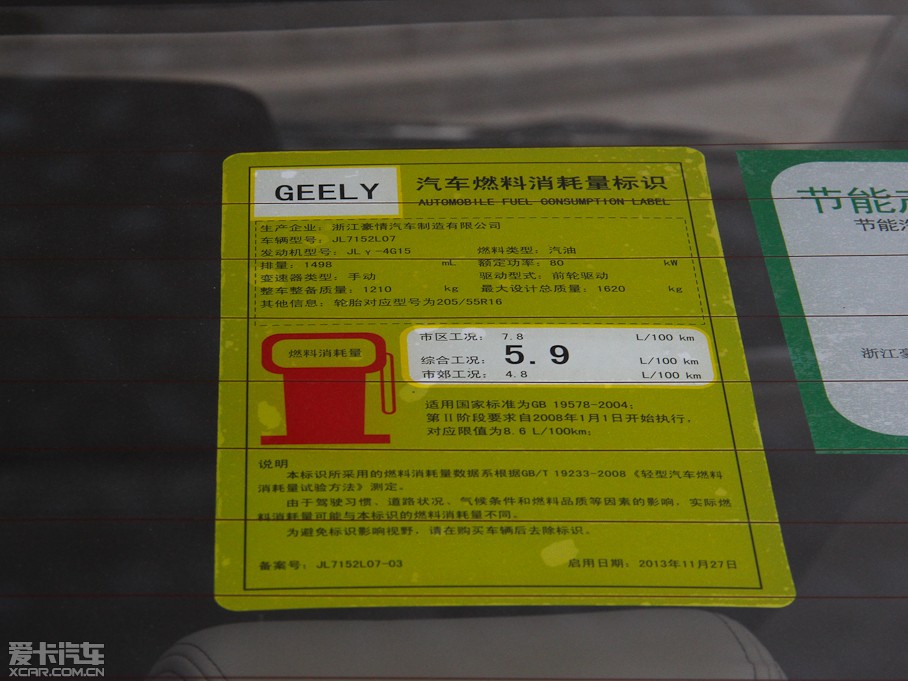 GEELY
汽车燃料消耗量标识
AUTOMOBILE FUEL CONSUMPTION LABEL
生产企业：浙江豪情汽车制造有限公司
车辆型号：JL7152L07
发动机型号：JLγ-4G15 燃料类型：汽油
排量：1498 mL 额定功率：80 kW
变速器类型：手动 驱动型式：前轮驱动
整车整备质量：1210 kg 最大设计总质量：1620 kg
其他信息：轮胎对应型号为205/55R16
燃料消耗量
市区工况：7.8 L/100 km
综合工况：5.9 L/100 km
市郊工况：4.8 L/100 km
适用国家标准为GB 19578-2004；
第Ⅱ阶段要求自2008年1月1日开始执行，
对应限值为8.6 L/100km；
说明
本标识所采用的燃料消耗量数据系根据GB/T 19233-2008《轻型汽车燃料
消耗量试验方法》测定。
由于驾驶习惯、道路状况、气候条件和燃料品质等因素的影响，实际燃
料消耗量可能与本标识的燃料消耗量不同。
为避免标识影响视野，请在购买车辆后去除标识。
备案号：JL7152L07-03 启用日期：2013年11月27日
节能
节能
浙江
爱卡汽车
XCAR.COM.CN